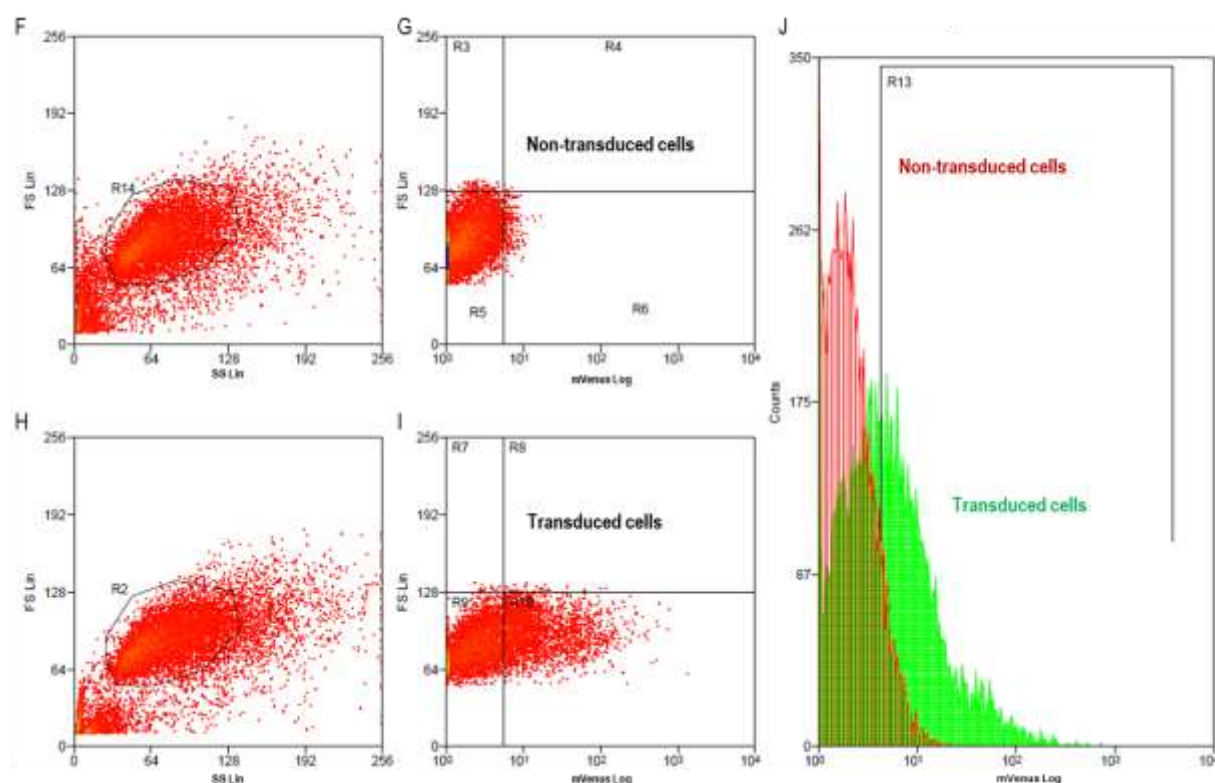 F
256
192
128
64
0
FS Lin
R14
0 64 128 192 256
SS Lin
G
256
192
128
64
0
FS Lin
R3 R4
Non-transduced cells
R5 R6
10⁰ 10¹ 10² 10³ 10⁴
mVenus Log
H
256
192
128
64
0
FS Lin
R2
0 64 128 192 256
SS Lin
I
256
192
128
64
0
FS Lin
R7 R8
Transduced cells
R9
10⁰ 10¹ 10² 10³ 10⁴
mVenus Log
J
350
262
175
87
0
Counts
R13
Non-transduced cells
Transduced cells
10⁰ 10¹ 10² 10³
mVenus Log